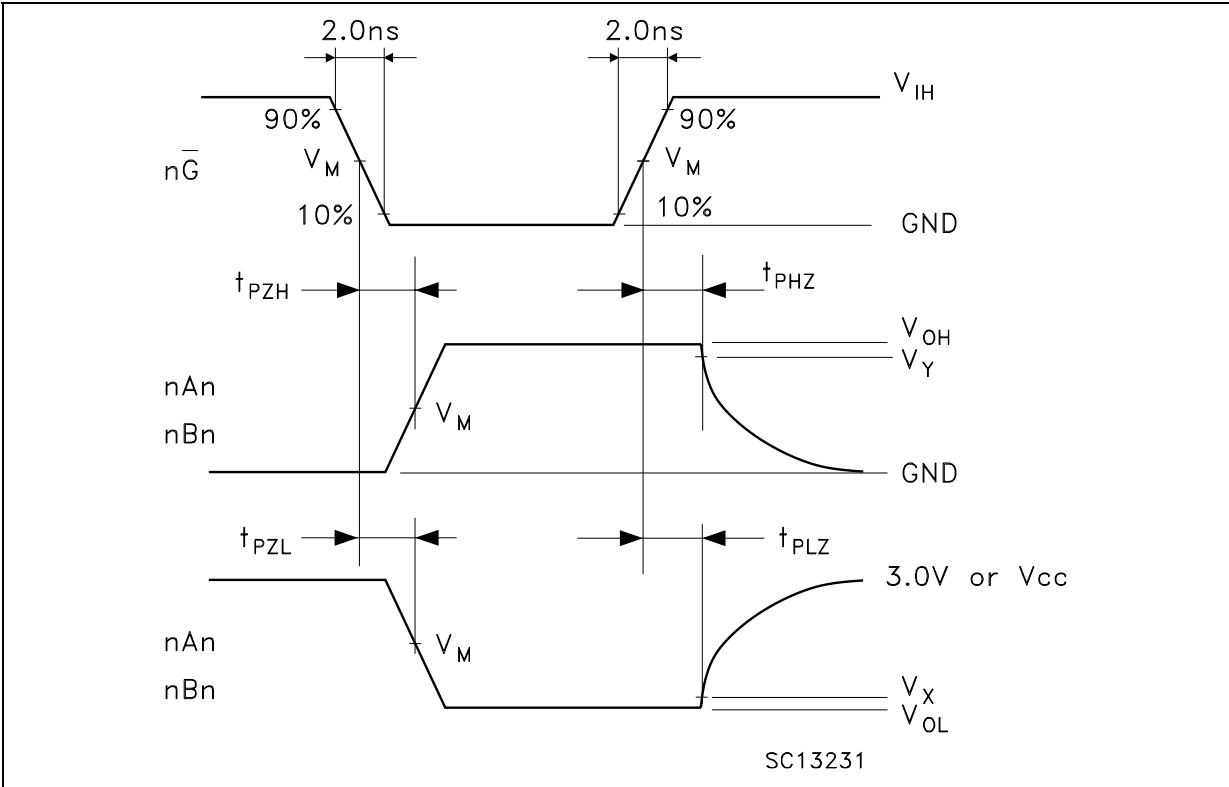 2.0ns 2.0ns
V_IH
90% 90%
nG̅ V_M V_M
10% 10%
GND
t_PZH t_PHZ
V_OH
V_Y
nAn
V_M
nBn
GND
t_PZL t_PLZ
3.0V or Vcc
nAn V_M
nBn
V_X
V_OL
SC13231